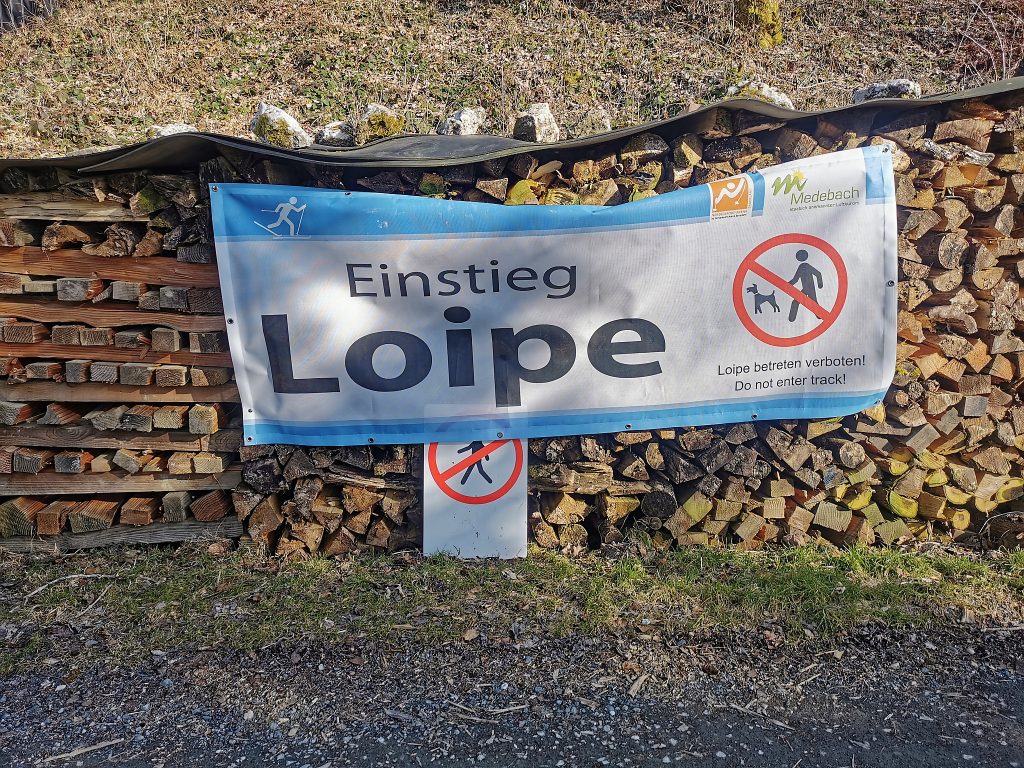 Medebach
Einstieg
Loipe
Loipe betreten verboten!
Do not enter track!